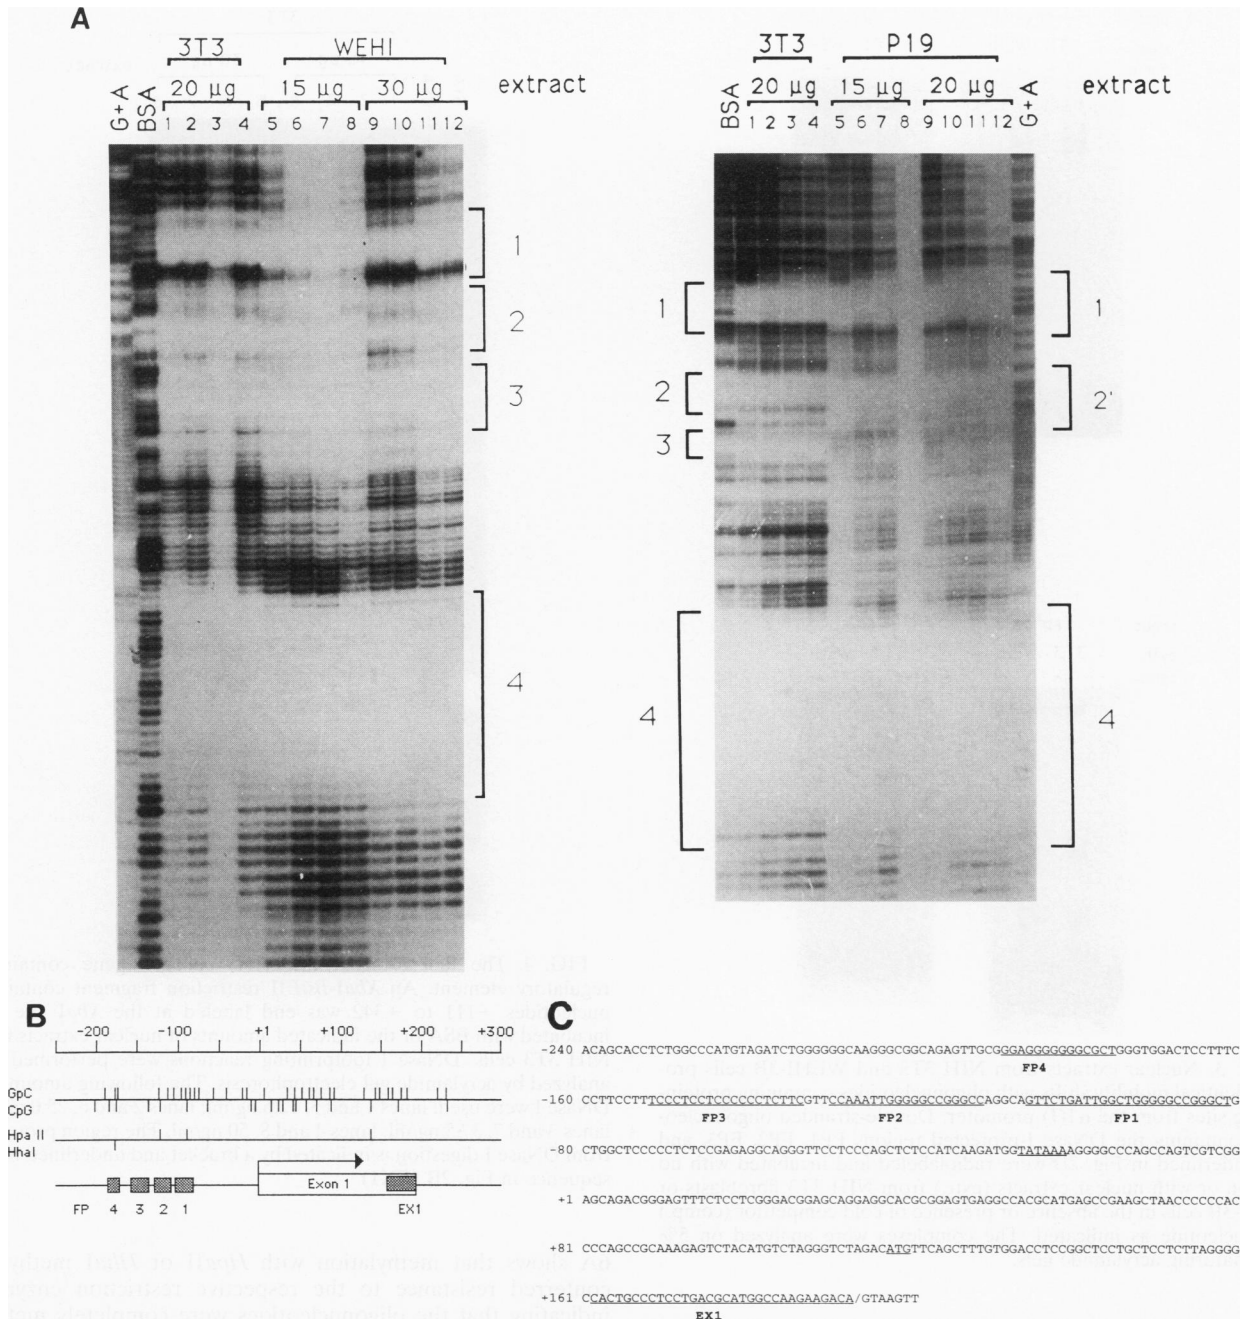 A
3T3 WEHI
20 µg 15 µg 30 µg extract
G+A BSA 1 2 3 4 5 6 7 8 9 10 11 12
1
2
3
4
3T3 P19
20 µg 15 µg 20 µg extract
BSA 1 2 3 4 5 6 7 8 9 10 11 12 G+A
1 1
2 2'
3
4 4
B
-200 -100 +1 +100 +200 +300
GpC
CpG
Hpa II
HhaI
Exon 1
FP 4 3 2 1 EX1
C
-240 ACAGCACCTCTGGCCCATGTAAATCTGGGGGGCAAGGGCGATAGAGTTGCGGGAGGGGGGGCGCTGGGTGACTCCTTTC
FP4
-160 CCTTCCTTTCCCTCCTCCCCCCTCTTCGTTCCAAATTGGGGGCCGGGCCAGGCAGTTCTGATTGGCTGGGGGCCGGGCTG
FP3 FP2 FP1
-80 CTGGCTCCCCCTCTCCGAGAGGCAGGGTTCCTCCCAGCTCTCCATCAAGATGGTATAAAAGGGGCCCAGCCAGTCGTCGG
+1 AGCAGACGGGAGTTTCTCCTCGGGACGGAGCAGGAGGCACGCGGAGTGAGGCCACGCATGAGCCGAAGCTAACCCCCCAC
+81 CCCAGCCGCAAAGAGTCTACATGTCTAGGGTCTAGACATGTTCAGCTTTGTGGACCTCCGGCTCCTGCTCCTCTTAGGGG
+161 CCACTGCCCTCCTGACGCATGGCCAAGAAGACA/GTAAGTT
EX1